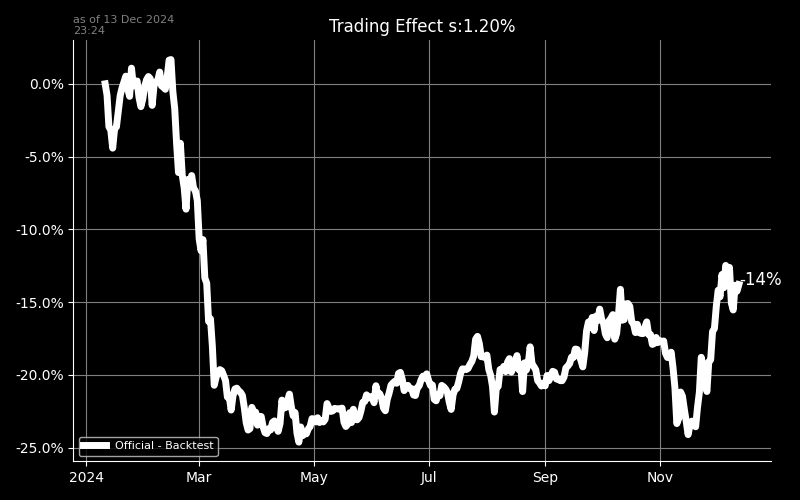 as of 13 Dec 2024
23:24
Trading Effect s:1.20%
0.0%
-5.0%
-10.0%
-15.0%
-20.0%
-25.0%
-14%
Official - Backtest
2024 Mar May Jul Sep Nov